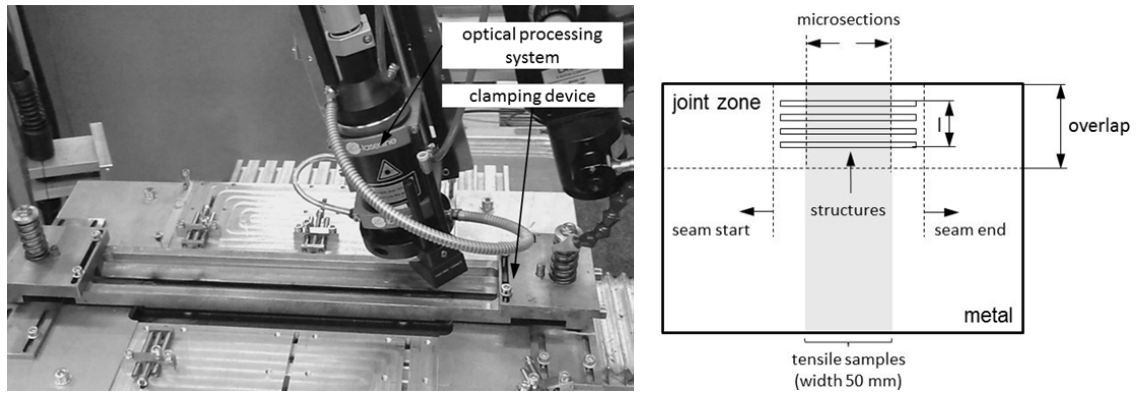 optical processing
system
clamping device
laserline
microsections
joint zone
l
overlap
structures
seam start
seam end
metal
tensile samples
(width 50 mm)